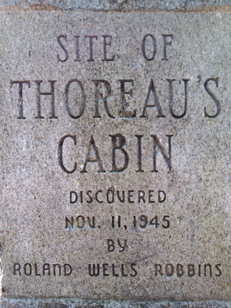 SITE OF
THOREAU'S
CABIN
DISCOVERED
NOV. 11, 1945
BY
ROLAND WELLS ROBBINS